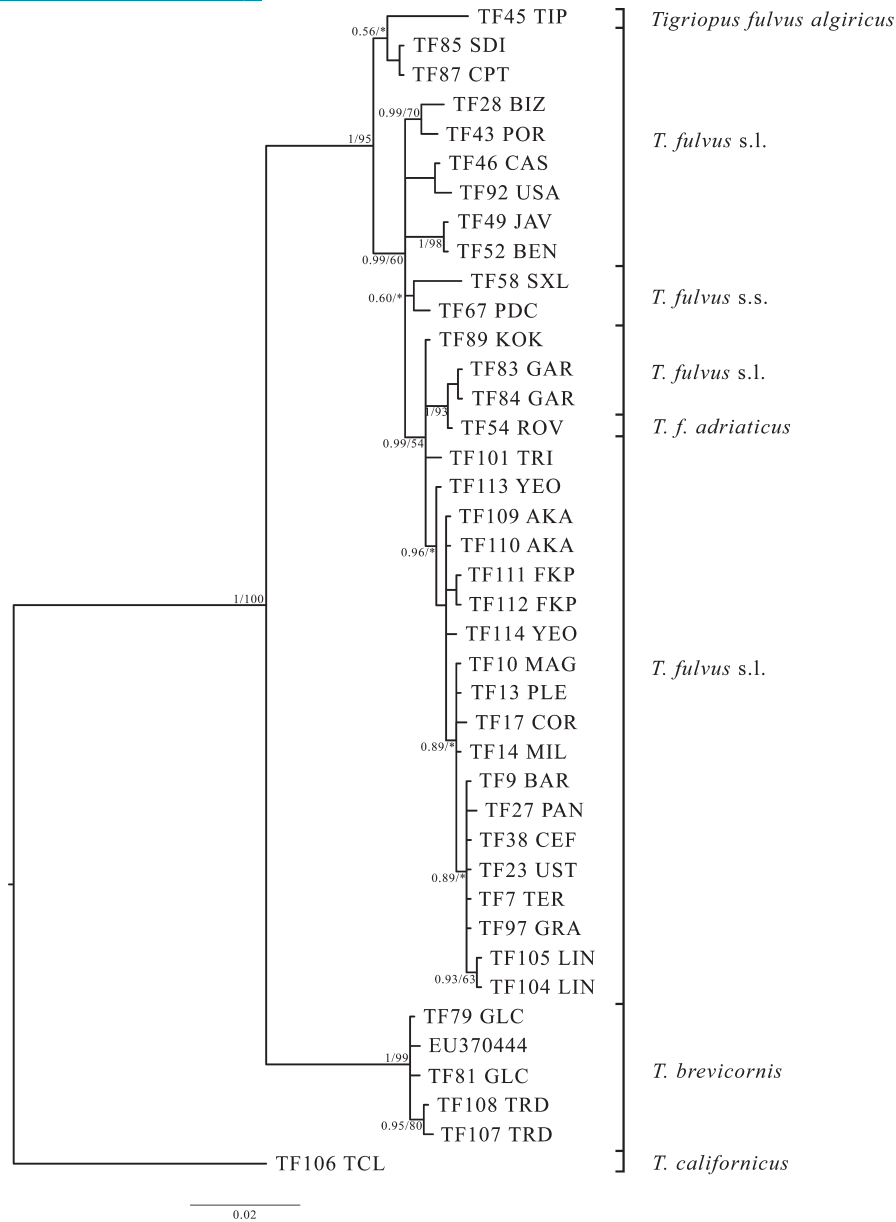 TF45 TIP
Tigriopus fulvus algiricus
0.56/*
TF85 SDI
TF87 CPT
TF28 BIZ
0.99/70
TF43 POR
1/95
T. fulvus s.l.
TF46 CAS
TF92 USA
TF49 JAV
1/98
TF52 BEN
0.99/60
TF58 SXL
0.60/*
T. fulvus s.s.
TF67 PDC
TF89 KOK
TF83 GAR
T. fulvus s.l.
TF84 GAR
1/93
TF54 ROV
T. f. adriaticus
0.99/54
TF101 TRI
TF113 YEO
TF109 AKA
TF110 AKA
0.96/*
TF111 FKP
1/100
TF112 FKP
TF114 YEO
TF10 MAG
T. fulvus s.l.
TF13 PLE
TF17 COR
0.89/*
TF14 MIL
TF9 BAR
TF27 PAN
TF38 CEF
TF23 UST
0.89/*
TF7 TER
TF97 GRA
TF105 LIN
0.93/63
TF104 LIN
TF79 GLC
EU370444
1/99
TF81 GLC
T. brevicornis
TF108 TRD
0.95/80
TF107 TRD
TF106 TCL
T. californicus
0.02